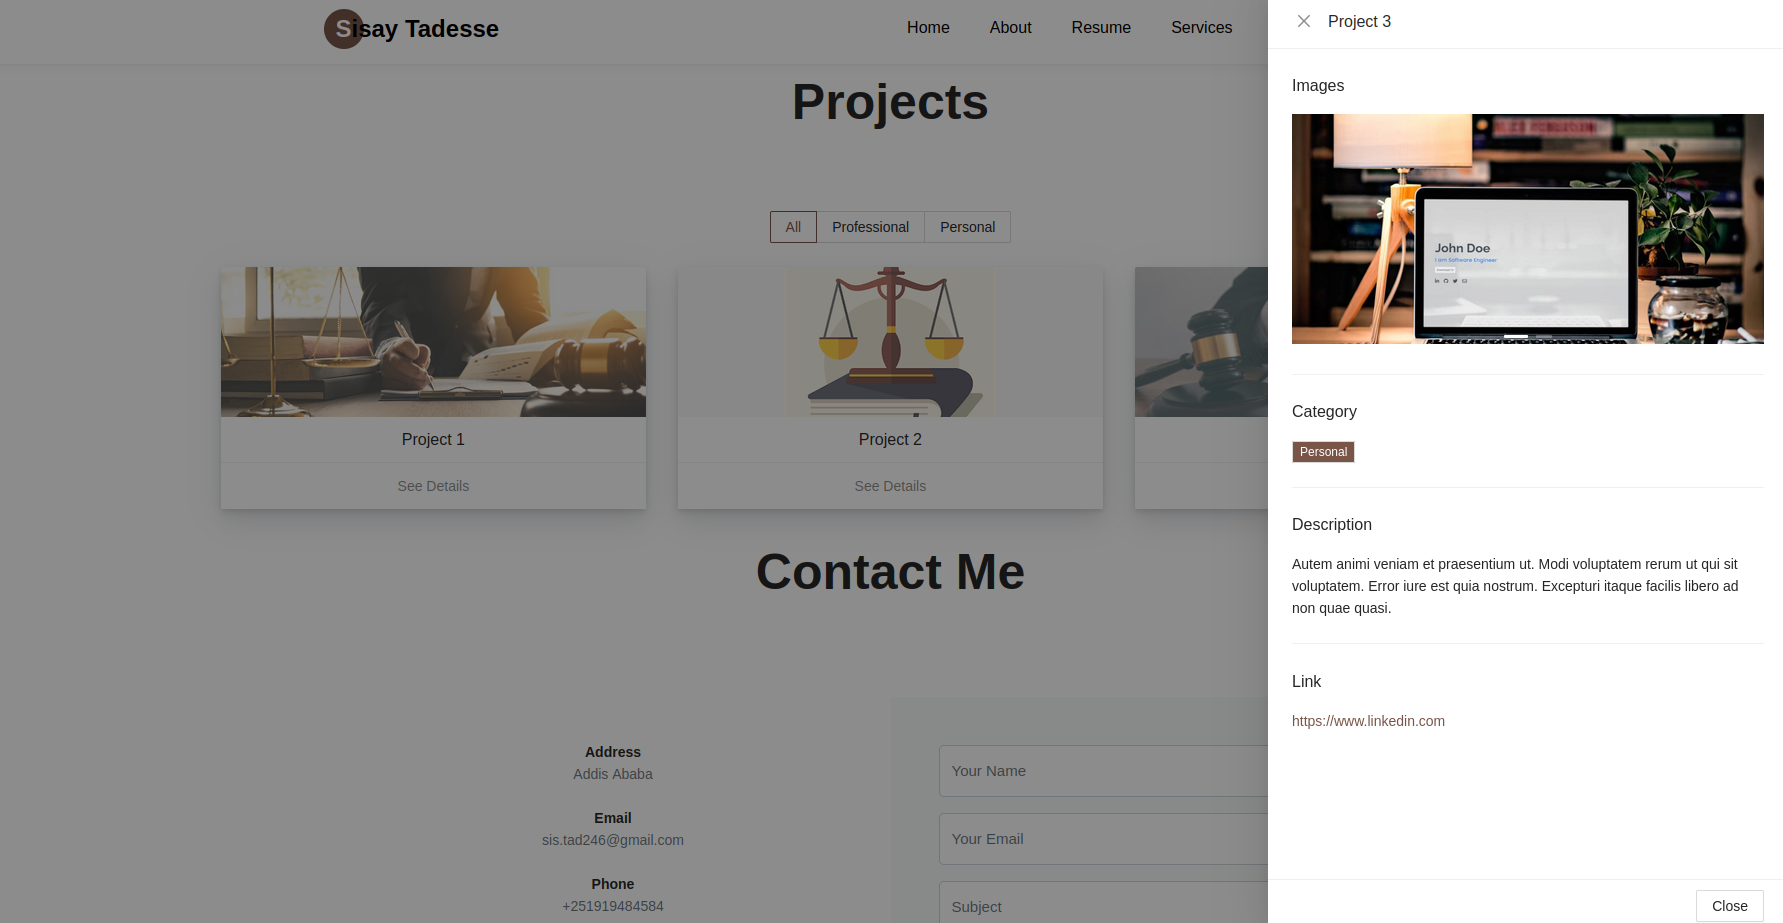 Sisay Tadesse
Home
About
Resume
Services
Projects
All
Professional
Personal
Project 1
See Details
Project 2
See Details
Contact Me
Address
Addis Ababa
Email
sis.tad246@gmail.com
Phone
+251919484584
Your Name
Your Email
Subject
Project 3
Images
John Doe
I am Software Engineer
Category
Personal
Description
Autem animi veniam et praesentium ut. Modi voluptatem rerum ut qui sit
voluptatem. Error iure est quia nostrum. Excepturi itaque facilis libero ad
non quae quasi.
Link
https://www.linkedin.com
Close